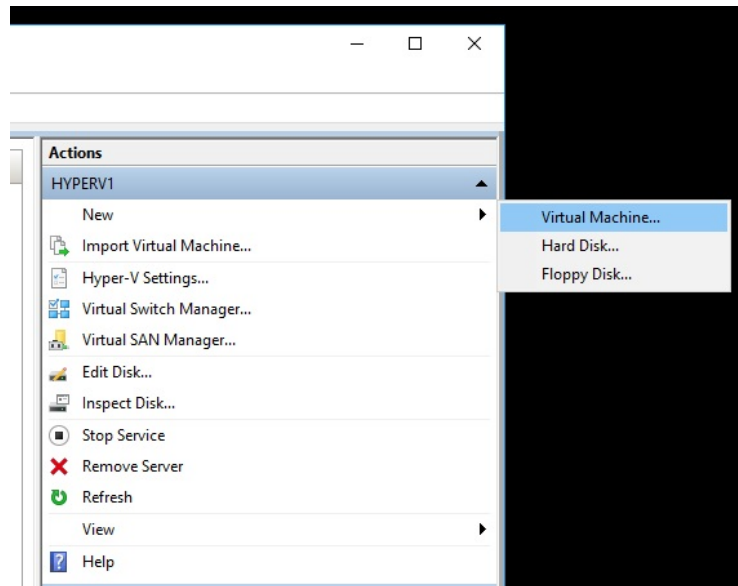 Actions
HYPERV1
New
Import Virtual Machine...
Hyper-V Settings...
Virtual Switch Manager...
Virtual SAN Manager...
Edit Disk...
Inspect Disk...
Stop Service
Remove Server
Refresh
View
Help
Virtual Machine...
Hard Disk...
Floppy Disk...